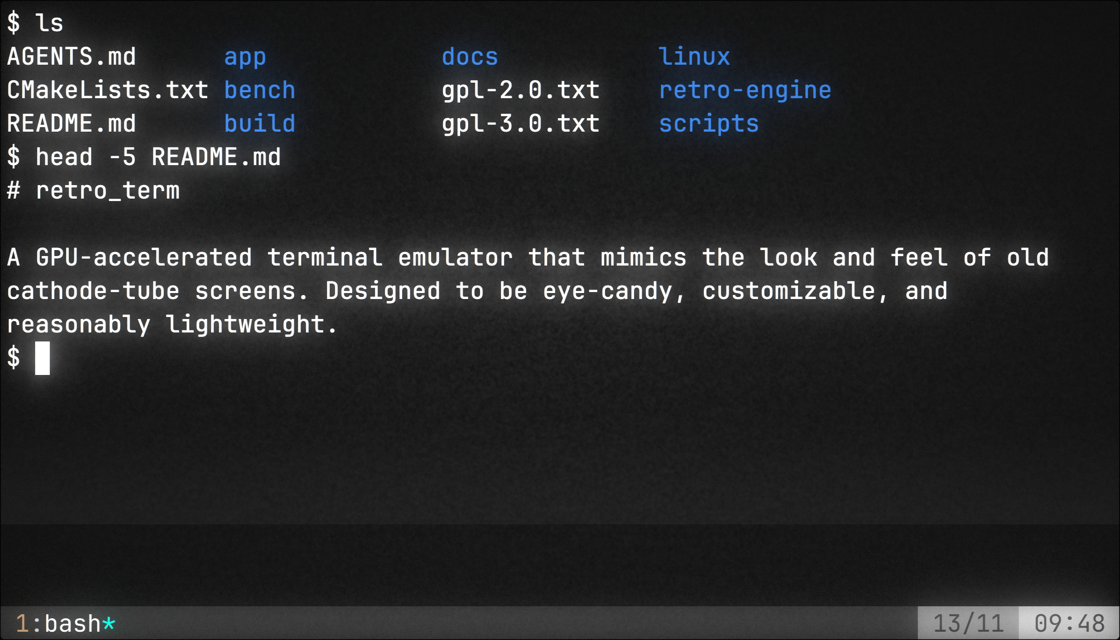 $ ls
AGENTS.md      app            docs           linux
CMakeLists.txt bench          gpl-2.0.txt    retro-engine
README.md      build          gpl-3.0.txt    scripts
$ head -5 README.md
# retro_term

A GPU-accelerated terminal emulator that mimics the look and feel of old
cathode-tube screens. Designed to be eye-candy, customizable, and
reasonably lightweight.
$
1:bash* 13/11 09:48